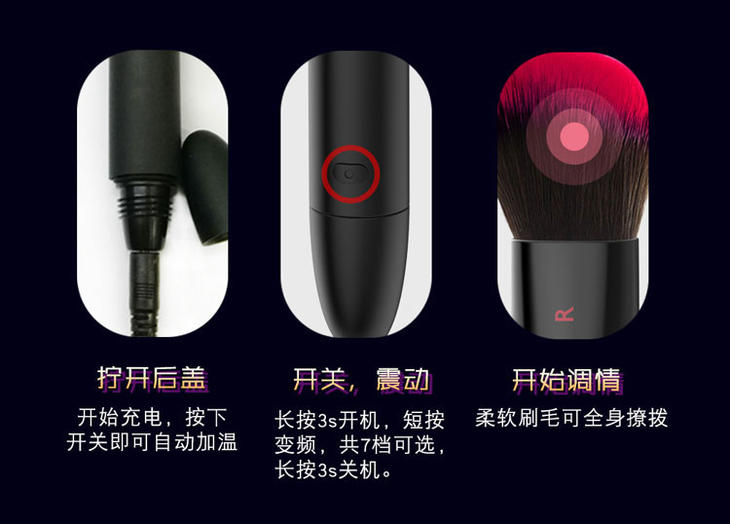 R
拧开后盖
开始充电，按下
开关即可自动加温
开关，震动
长按3s开机，短按
变频，共7档可选，
长按3s关机。
开始调情
柔软刷毛可全身撩拨